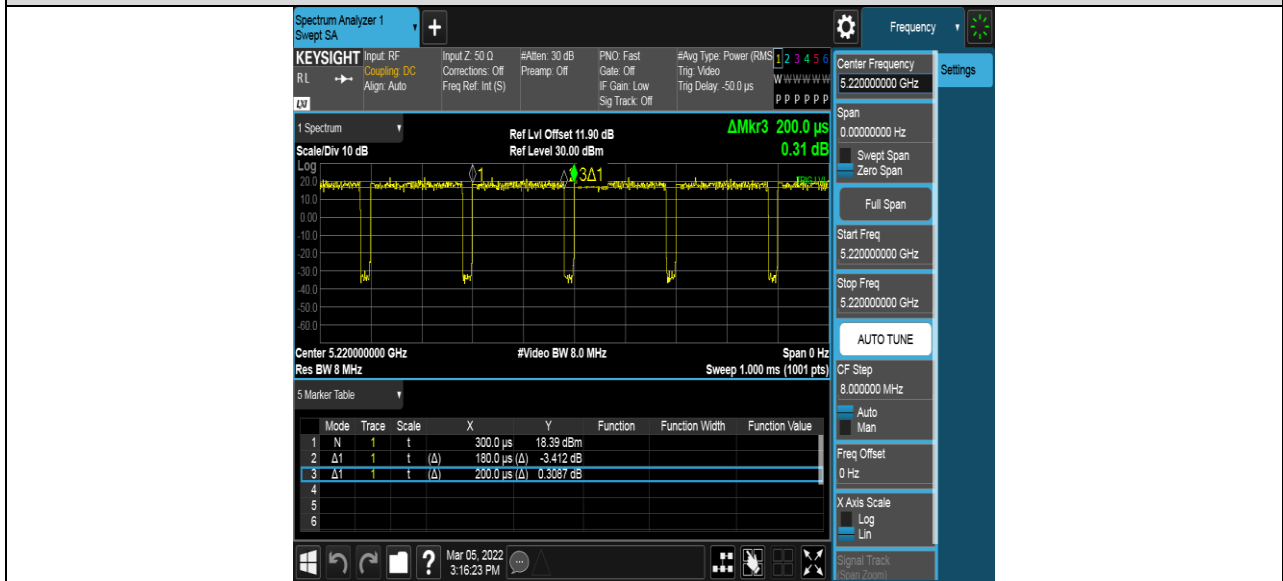 Spectrum Analyzer 1
Swept SA
+
Frequency
KEYSIGHT
RL
LXI
Input: RF
Coupling: DC
Align: Auto
Input Z: 50 Ω
Corrections: Off
Freq Ref: Int (S)
#Atten: 30 dB
Preamp: Off
PNO: Fast
Gate: Off
IF Gain: Low
Sig Track: Off
#Avg Type: Power (RMS
Trig: Video
Trig Delay: -50.0 µs
1 2 3 4 5 6
W W W W W W
P P P P P P
1 Spectrum
Scale/Div 10 dB
Ref Lvl Offset 11.90 dB
Ref Level 30.00 dBm
ΔMkr3 200.0 µs
0.31 dB
Log
20.0
10.0
0.00
-10.0
-20.0
-30.0
-40.0
-50.0
-60.0
1
3Δ1
TRIG LVL
Center 5.220000000 GHz
#Video BW 8.0 MHz
Span 0 Hz
Res BW 8 MHz
Sweep 1.000 ms (1001 pts)
5 Marker Table
Mode Trace Scale X Y Function Function Width Function Value
1 N 1 t 300.0 µs 18.39 dBm
2 Δ1 1 t (Δ) 180.0 µs (Δ) -3.412 dB
3 Δ1 1 t (Δ) 200.0 µs (Δ) 0.3087 dB
4
5
6
?
Mar 05, 2022
3:16:23 PM
Center Frequency
5.220000000 GHz
Settings
Span
0.00000000 Hz
Swept Span
Zero Span
Full Span
Start Freq
5.220000000 GHz
Stop Freq
5.220000000 GHz
AUTO TUNE
CF Step
8.000000 MHz
Auto
Man
Freq Offset
0 Hz
X Axis Scale
Log
Lin
Signal Track
(Span Zoom)